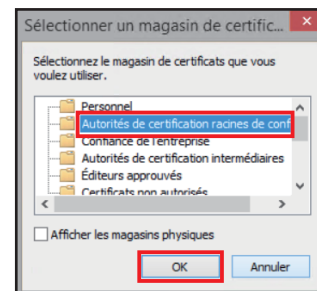 Sélectionner un magasin de certific...
Sélectionnez le magasin de certificats que vous
voulez utiliser.
Personnel
Autorités de certification racines de conf
Confiance de l'entreprise
Autorités de certification intermédiaires
Éditeurs approuvés
Certificats non autorisés
Afficher les magasins physiques
OK
Annuler